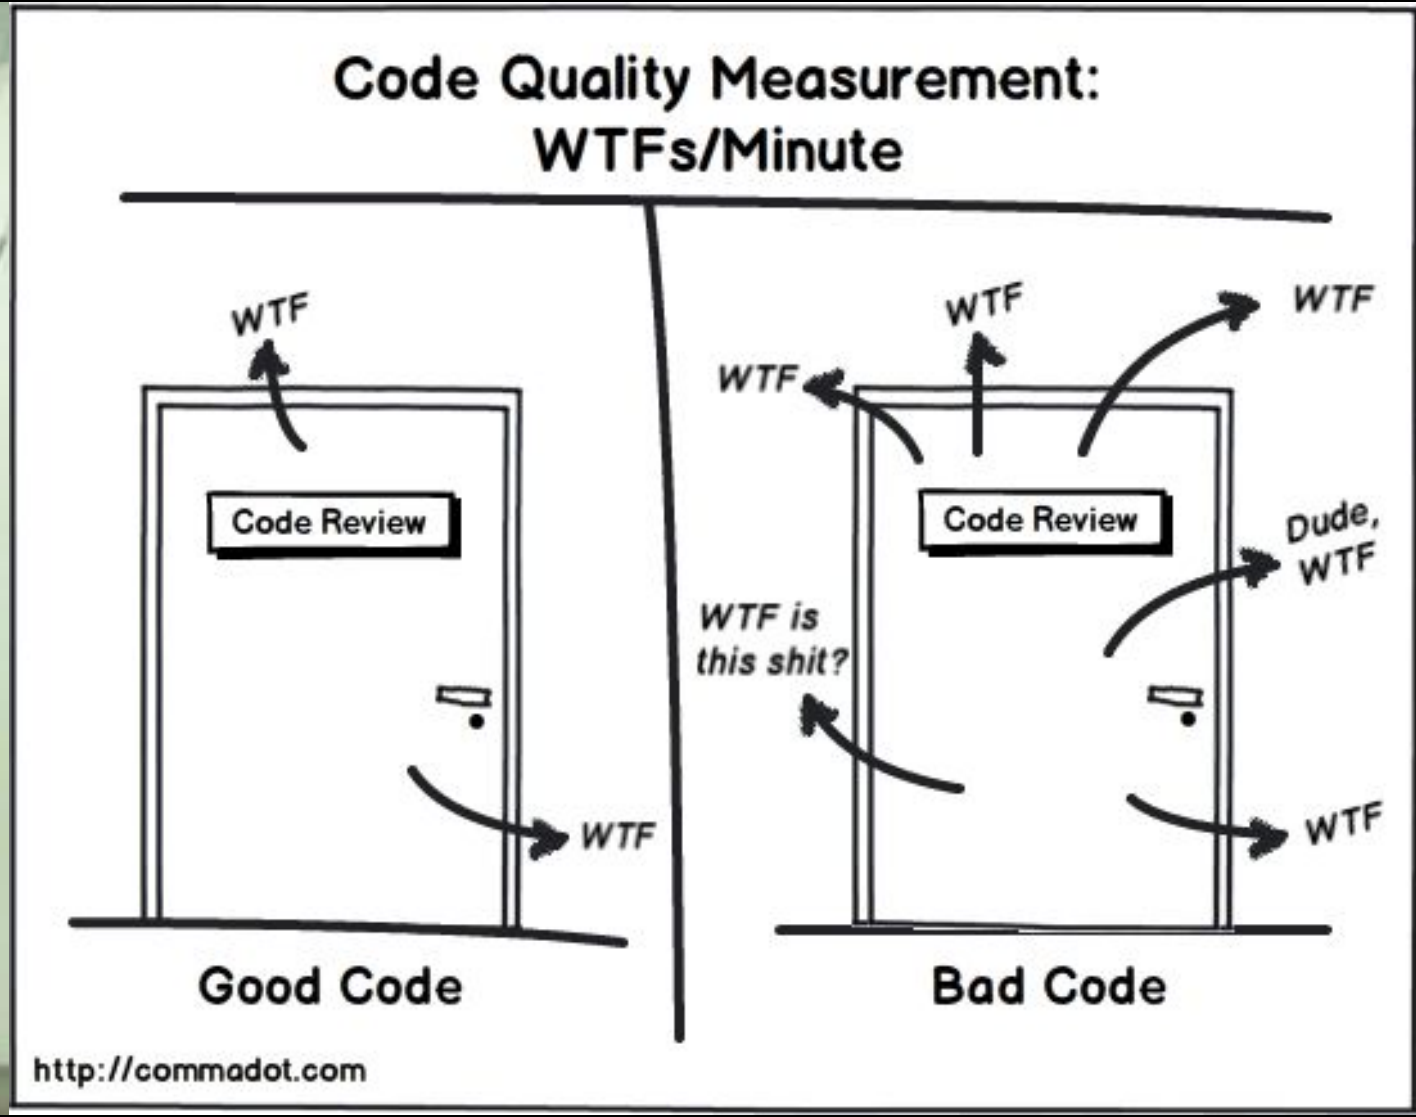 Code Quality Measurement:
WTFs/Minute
WTF
Code Review
WTF
Good Code
WTF
WTF
WTF
Code Review
Dude,
WTF
WTF is
this shit?
WTF
Bad Code
http://commadot.com